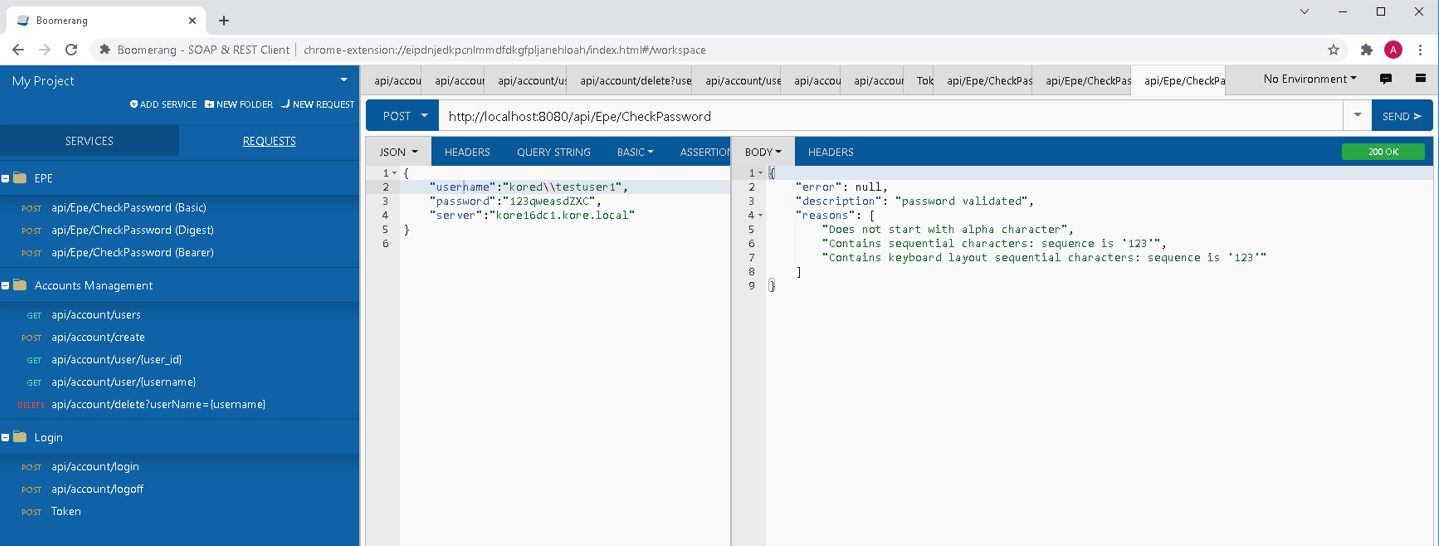 Boomerang
Boomerang - SOAP & REST Client | chrome-extension://eipdnjedkpcnlmmdfdkgfpljanehloah/index.html#/workspace
A
My Project
ADD SERVICE NEW FOLDER NEW REQUEST
SERVICES REQUESTS
EPE
POST api/Epe/CheckPassword (Basic)
POST api/Epe/CheckPassword (Digest)
POST api/Epe/CheckPassword (Bearer)
Accounts Management
GET api/account/users
POST api/account/create
GET api/account/user/{user_id}
GET api/account/user/{username}
DELETE api/account/delete?userName={username}
Login
POST api/account/login
POST api/account/logoff
POST Token
api/accou api/accour api/account/us api/account/delete?use api/account/use api/accou api/accour Tok api/Epe/CheckPas api/Epe/CheckPas api/Epe/CheckPa No Environment
POST http://localhost:8080/api/Epe/CheckPassword SEND
JSON HEADERS QUERY STRING BASIC ASSERTION
1 {
2 "username":"kored\\testuser1",
3 "password":"123qweasdZXC",
4 "server":"kore16dc1.kore.local"
5 }
6
BODY HEADERS 200 OK
1 {
2 "error": null,
3 "description": "password validated",
4 "reasons": [
5 "Does not start with alpha character",
6 "Contains sequential characters: sequence is '123'",
7 "Contains keyboard layout sequential characters: sequence is '123'"
8 ]
9 }